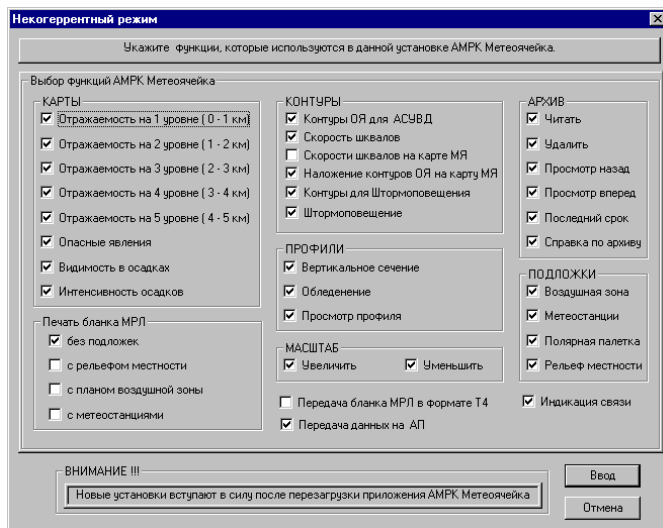 Некогеррентный режим
Укажите функции, которые используются в данной установке АМРК Метеоячейка.
Выбор функций АМРК Метеоячейка
КАРТЫ
Отражаемость на 1 уровне ( 0 - 1 км)
Отражаемость на 2 уровне ( 1 - 2 км)
Отражаемость на 3 уровне ( 2 - 3 км)
Отражаемость на 4 уровне ( 3 - 4 км)
Отражаемость на 5 уровне ( 4 - 5 км)
Опасные явления
Видимость в осадках
Интенсивность осадков
Печать бланка МРЛ
без подложек
с рельефом местности
с планом воздушной зоны
с метеостанциями
КОНТУРЫ
Контуры ОЯ для АСУВД
Скорость шквалов
Скорости шквалов на карте МЯ
Наложение контуров ОЯ на карту МЯ
Контуры для Штормоповещения
Штормоповещение
ПРОФИЛИ
Вертикальное сечение
Обледенение
Просмотр профиля
МАСШТАБ
Увеличить
Уменьшить
Передача бланка МРЛ в формате Т4
Передача данных на АП
АРХИВ
Читать
Удалить
Просмотр назад
Просмотр вперед
Последний срок
Справка по архиву
ПОДЛОЖКИ
Воздушная зона
Метеостанции
Полярная палетка
Рельеф местности
Индикация связи
ВНИМАНИЕ !!!
Новые установки вступают в силу после перезагрузки приложения АМРК Метеоячейка
Ввод
Отмена